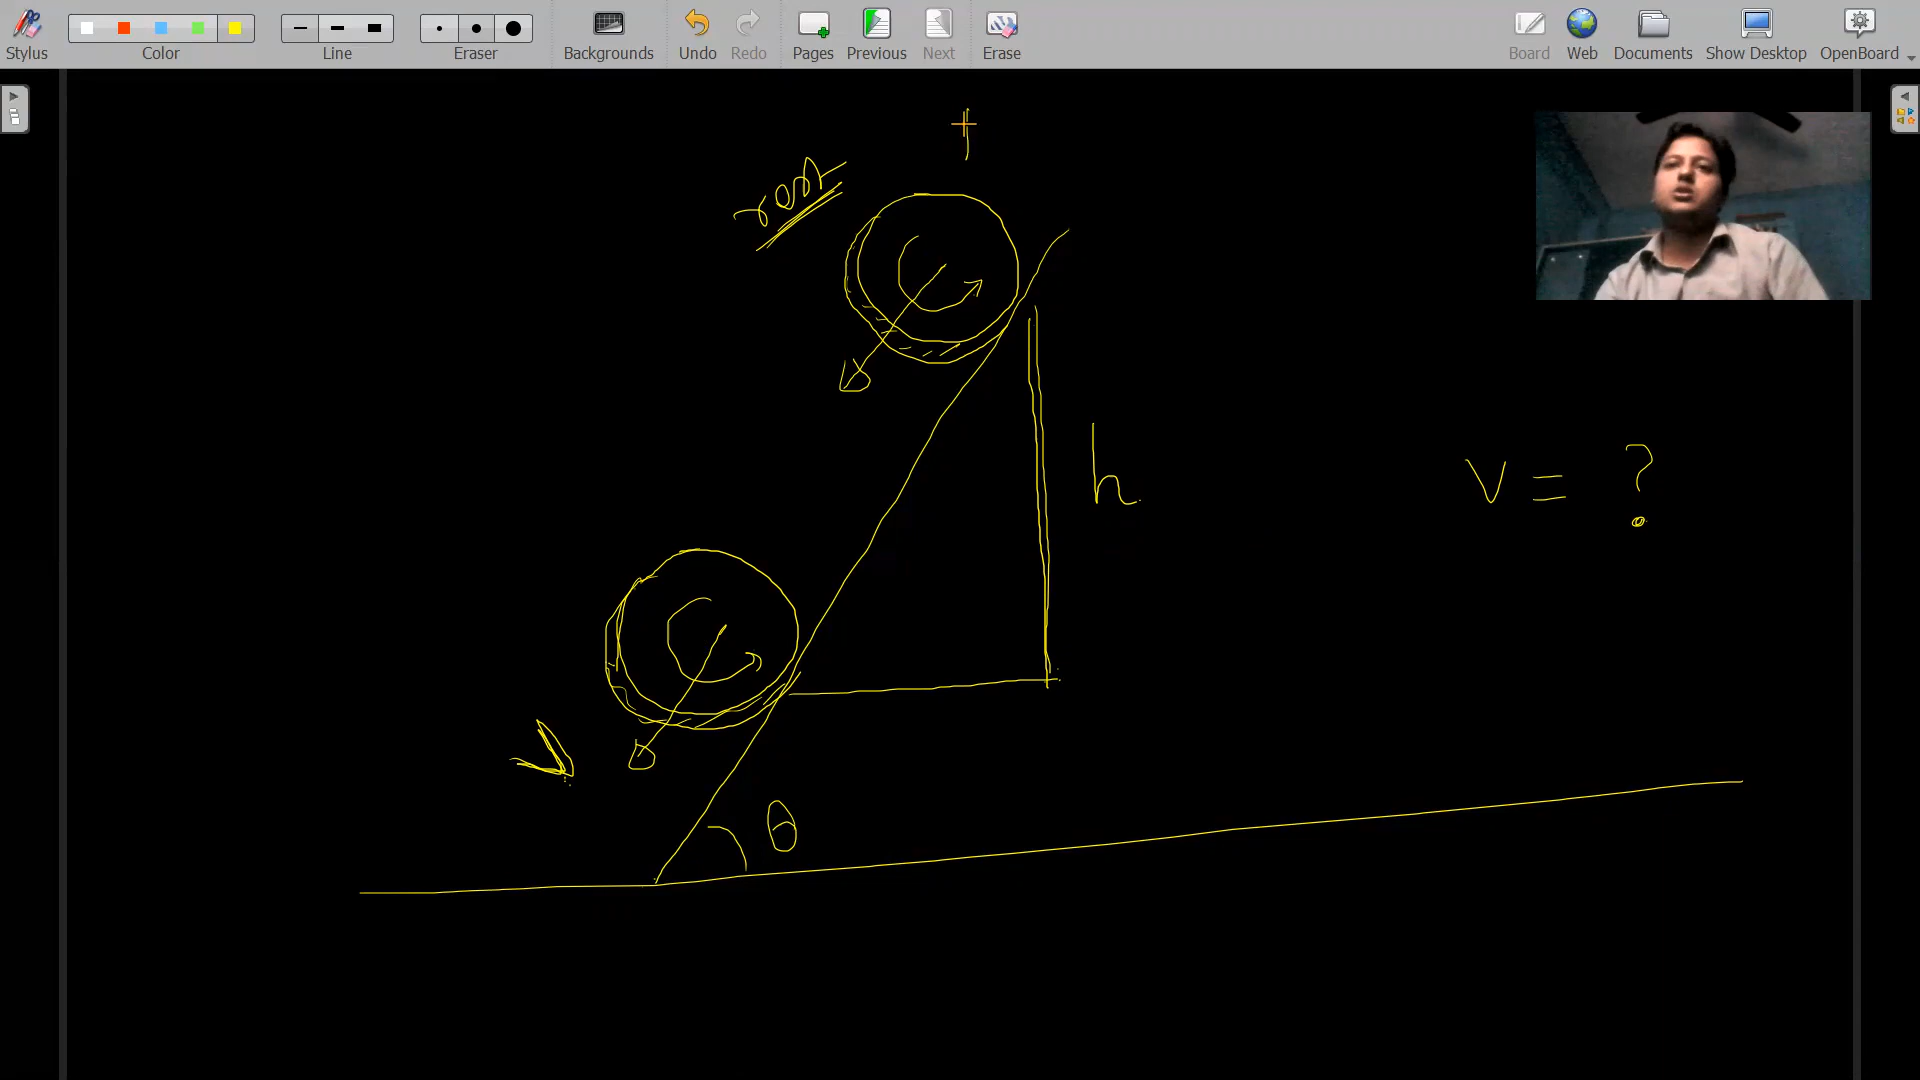 Stylus
Color
Line
Eraser
Backgrounds
Undo
Redo
Pages
Previous
Next
Erase
Board
Web
Documents
Show Desktop
OpenBoard
rest
h
v = ?
v
θ